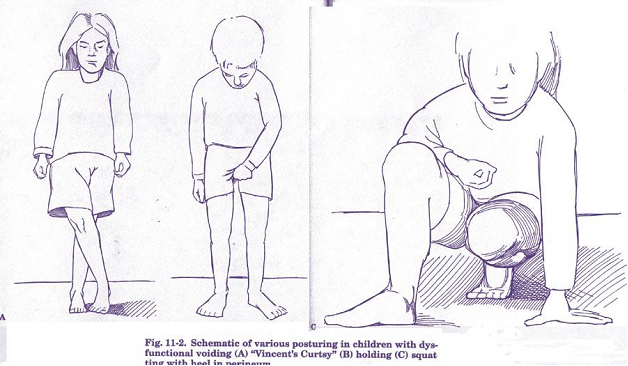 A
C
Fig. 11-2. Schematic of various posturing in children with dys-
functional voiding (A) “Vincent's Curtsy” (B) holding (C) squat
ting with heel in perineum